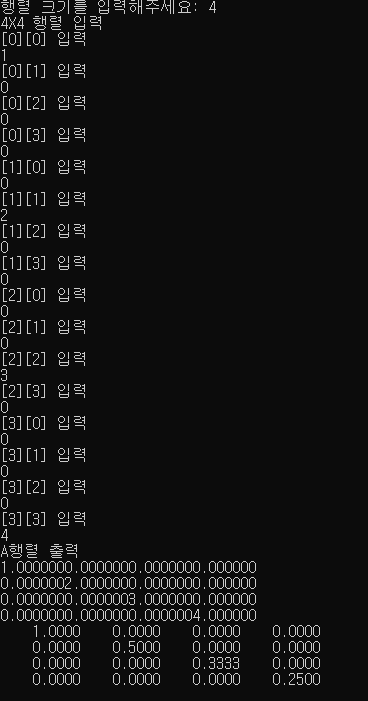 행렬 크기를 입력해주세요: 4
4X4 행렬 입력
[0][0] 입력
1
[0][1] 입력
0
[0][2] 입력
0
[0][3] 입력
0
[1][0] 입력
0
[1][1] 입력
2
[1][2] 입력
0
[1][3] 입력
0
[2][0] 입력
0
[2][1] 입력
0
[2][2] 입력
3
[2][3] 입력
0
[3][0] 입력
0
[3][1] 입력
0
[3][2] 입력
0
[3][3] 입력
4
A행렬 출력
1.0000000.0000000.0000000.000000
0.0000002.0000000.0000000.000000
0.0000000.0000003.0000000.000000
0.0000000.0000000.0000004.000000
1.0000 0.0000 0.0000 0.0000
0.0000 0.5000 0.0000 0.0000
0.0000 0.0000 0.3333 0.0000
0.0000 0.0000 0.0000 0.2500